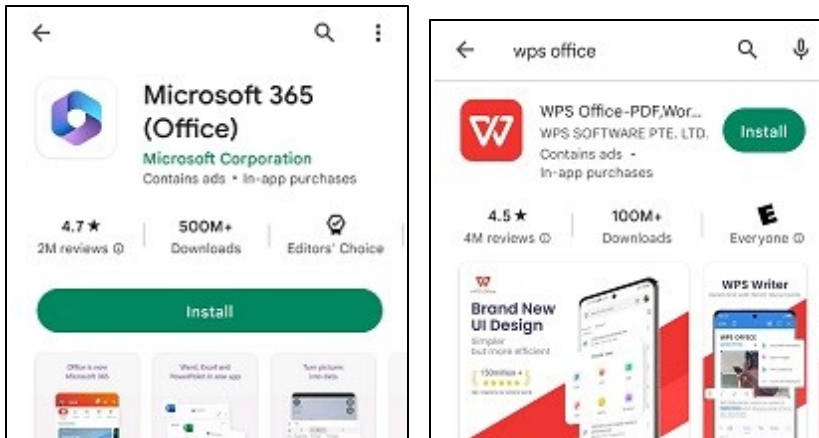 Microsoft 365
(Office)
Microsoft Corporation
Contains ads • In-app purchases
4.7★
2M reviews
500M+
Downloads
Editors' Choice
Install
Office is now
Microsoft 365
Word, Excel and
PowerPoint in one app
Turn pictures
into data
wps office
WPS Office-PDF,Wor...
WPS SOFTWARE PTE. LTD.
Contains ads •
In-app purchases
Install
4.5★
4M reviews
100M+
Downloads
E
Everyone
Brand New
UI Design
Simpler
but more efficient
150million +
WPS Writer
WPS OFFICE